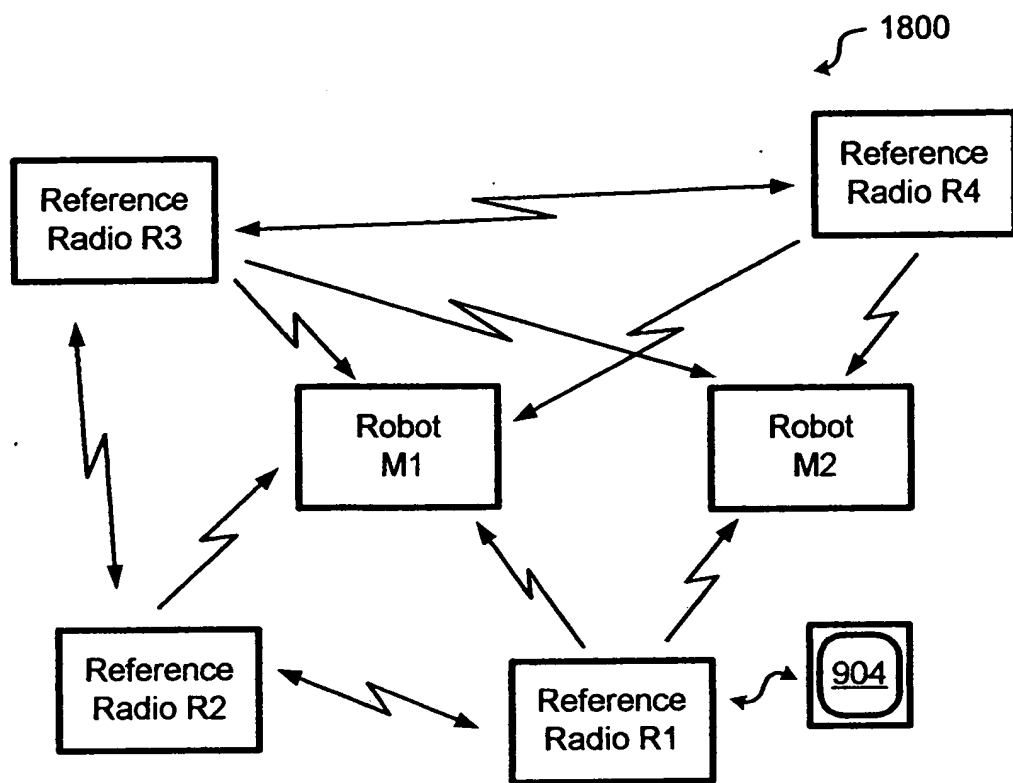 1800
Reference
Radio R4
Reference
Radio R3
Robot
M1
Robot
M2
Reference
Radio R2
Reference
Radio R1
904